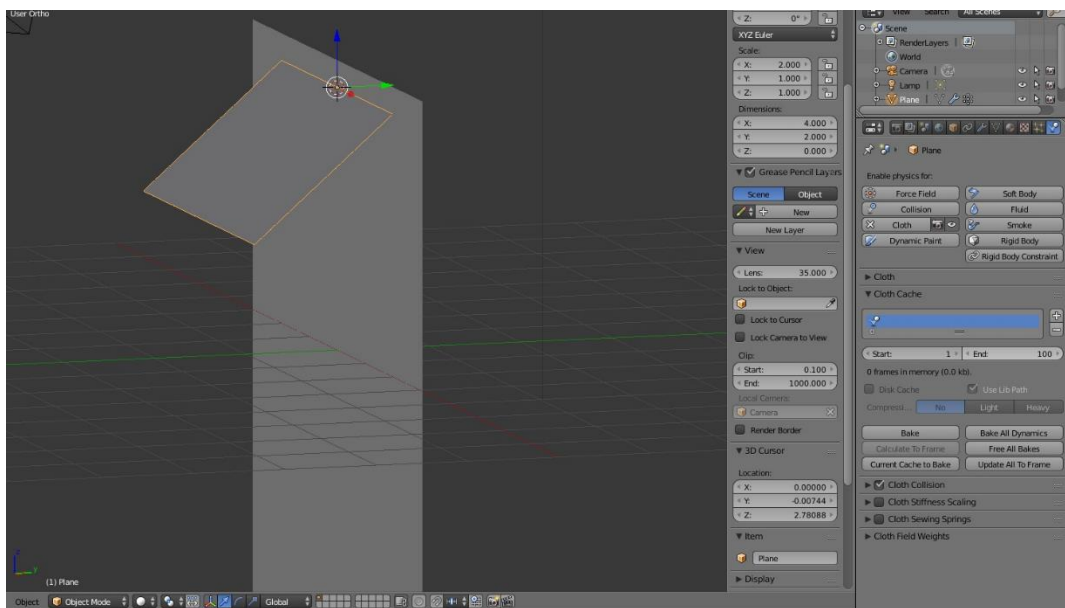 User Ortho
(1) Plane
Object
Object Mode
Global
Z: 0°
XYZ Euler
Scale:
X: 2.000
Y: 1.000
Z: 1.000
Dimensions:
X: 4.000
Y: 2.000
Z: 0.000
Grease Pencil Layers
Scene Object
New
New Layer
View
Lens: 35.000
Lock to Object:
Lock to Cursor
Lock Camera to View
Clip:
Start: 0.100
End: 1000.000
Local Camera:
Camera
Render Border
3D Cursor
Location:
X: 0.00000
Y: -0.00744
Z: 2.78088
Item
Plane
Display
View Search All Scenes
Scene
RenderLayers
World
Camera
Lamp
Plane
Plane
Enable physics for:
Force Field Soft Body
Collision Fluid
Cloth Smoke
Dynamic Paint Rigid Body
Rigid Body Constraint
Cloth
Cloth Cache
Start: 1 End: 100
0 frames in memory (0.0 kb).
Disk Cache Use Lib Path
No Light Heavy
Bake Bake All Dynamics
Calculate To Frame Free All Bakes
Current Cache to Bake Update All To Frame
Cloth Collision
Cloth Stiffness Scaling
Cloth Sewing Springs
Cloth Field Weights